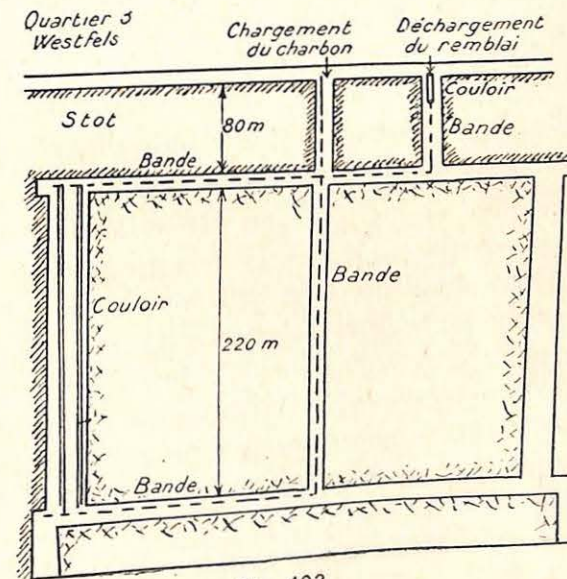 Quartier 3
Westfels
Chargement
du charbon
Déchargement
du remblai
Couloir
Stot
80m
Bande
Bande
Bande
Couloir
220 m
Bande